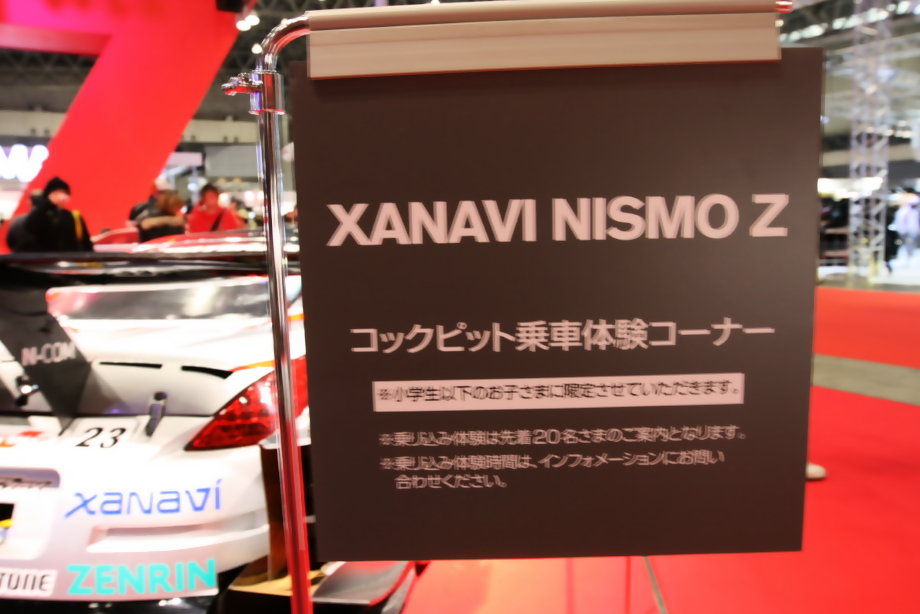 XANAVI NISMO Z
コックピット乗車体験コーナー
※小学生以下のお子さまに限定させていただきます。
※乗り込み体験は先着20名さまのご案内となります。
※乗り込み体験時間は、インフォメーションにお問い
合わせください。
N-COM
23
xanavi
ZENRIN